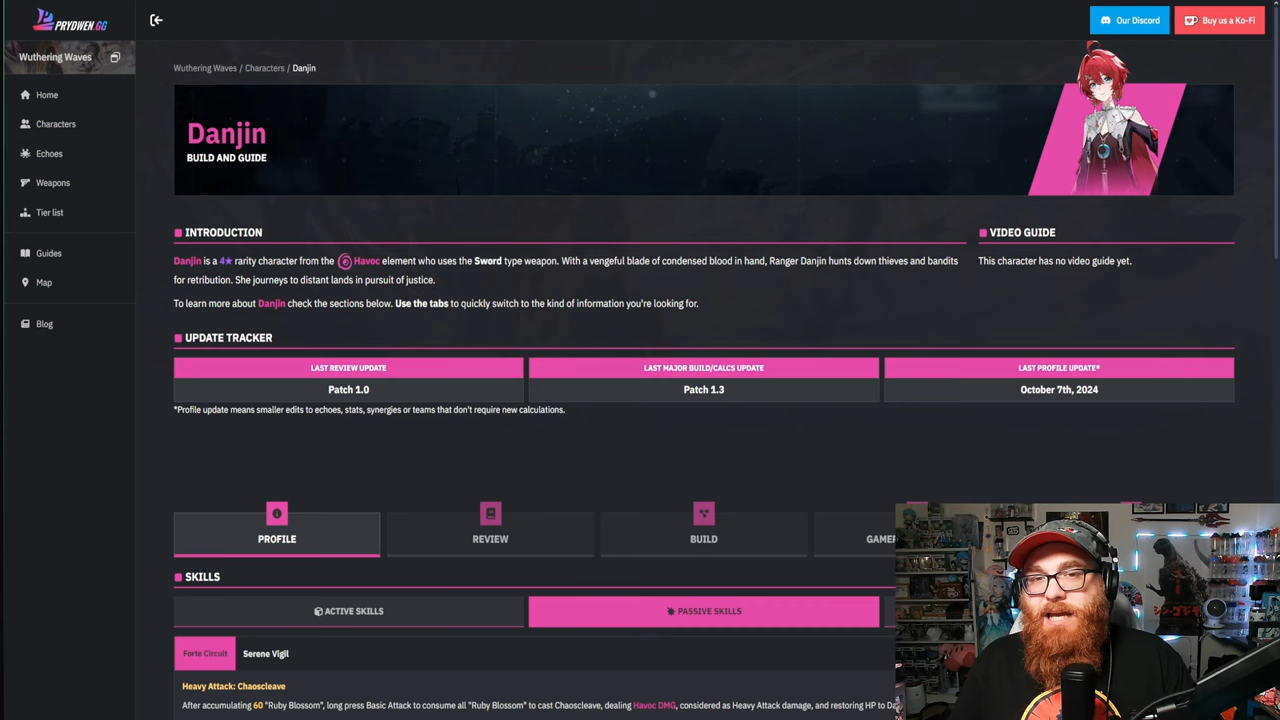 PRYDWEN.GG
Our Discord
Buy us a Ko-Fi
Wuthering Waves
Home
Characters
Echoes
Weapons
Tier list
Guides
Map
Blog
Wuthering Waves / Characters / Danjin
Danjin
BUILD AND GUIDE
INTRODUCTION
Danjin is a 4★ rarity character from the Havoc element who uses the Sword type weapon. With a vengeful blade of condensed blood in hand, Ranger Danjin hunts down thieves and bandits
for retribution. She journeys to distant lands in pursuit of justice.
To learn more about Danjin check the sections below. Use the tabs to quickly switch to the kind of information you're looking for.
VIDEO GUIDE
This character has no video guide yet.
UPDATE TRACKER
LAST REVIEW UPDATE
Patch 1.0
LAST MAJOR BUILD/CALCS UPDATE
Patch 1.3
LAST PROFILE UPDATE*
October 7th, 2024
*Profile update means smaller edits to echoes, stats, synergies or teams that don't require new calculations.
PROFILE
REVIEW
BUILD
SKILLS
ACTIVE SKILLS
PASSIVE SKILLS
Forte Circuit
Serene Vigil
Heavy Attack: Chaoscleave
After accumulating 60 "Ruby Blossom", long press Basic Attack to consume all "Ruby Blossom" to cast Chaoscleave, dealing Havoc DMG, considered as Heavy Attack damage, and restoring HP to